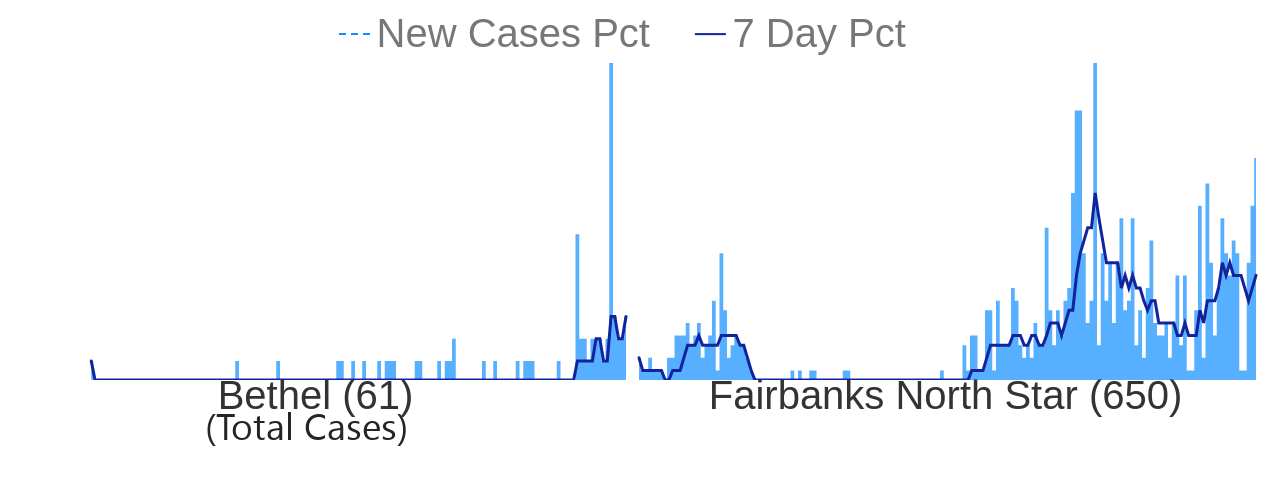 New Cases Pct 7 Day Pct
Bethel (61) Fairbanks North Star (650)
(Total Cases)